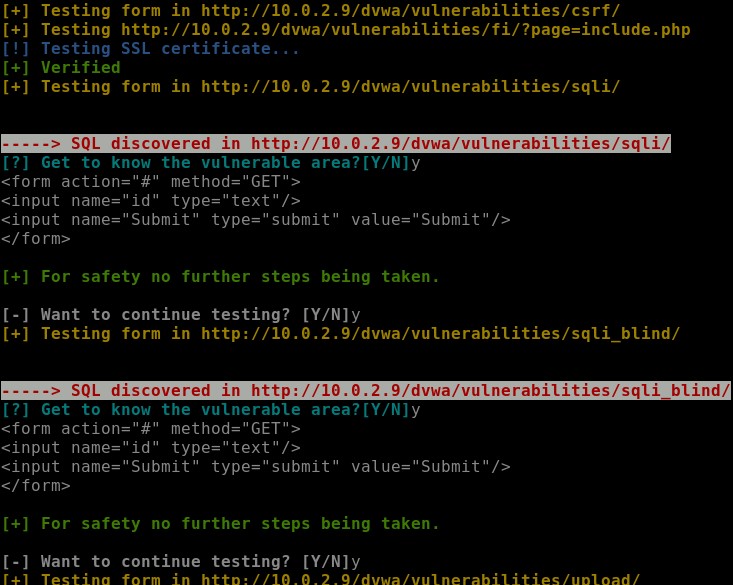 [+] Testing form in http://10.0.2.9/dvwa/vulnerabilities/csrf/
[+] Testing http://10.0.2.9/dvwa/vulnerabilities/fi/?page=include.php
[!] Testing SSL certificate...
[+] Verified
[+] Testing form in http://10.0.2.9/dvwa/vulnerabilities/sqli/
-----> SQL discovered in http://10.0.2.9/dvwa/vulnerabilities/sqli/
[?] Get to know the vulnerable area?[Y/N]y
<form action="#" method="GET">
<input name="id" type="text"/>
<input name="Submit" type="submit" value="Submit"/>
</form>
[+] For safety no further steps being taken.
[-] Want to continue testing? [Y/N]y
[+] Testing form in http://10.0.2.9/dvwa/vulnerabilities/sqli_blind/
-----> SQL discovered in http://10.0.2.9/dvwa/vulnerabilities/sqli_blind/
[?] Get to know the vulnerable area?[Y/N]y
<form action="#" method="GET">
<input name="id" type="text"/>
<input name="Submit" type="submit" value="Submit"/>
</form>
[+] For safety no further steps being taken.
[-] Want to continue testing? [Y/N]y
[+] Testing form in http://10.0.2.9/dvwa/vulnerabilities/upload/